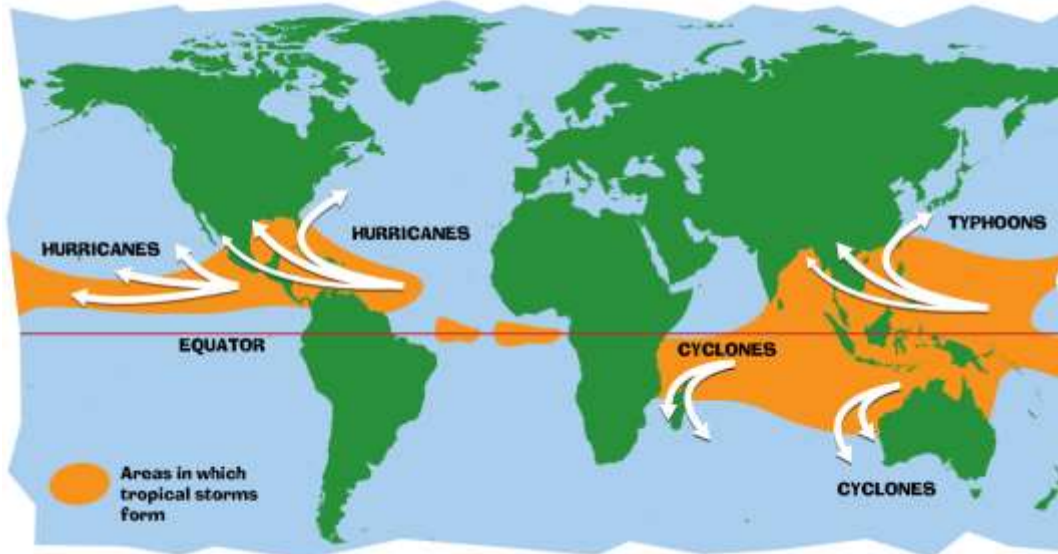 HURRICANES
HURRICANES
TYPHOONS
EQUATOR
CYCLONES
CYCLONES
Areas in which
tropical storms
form